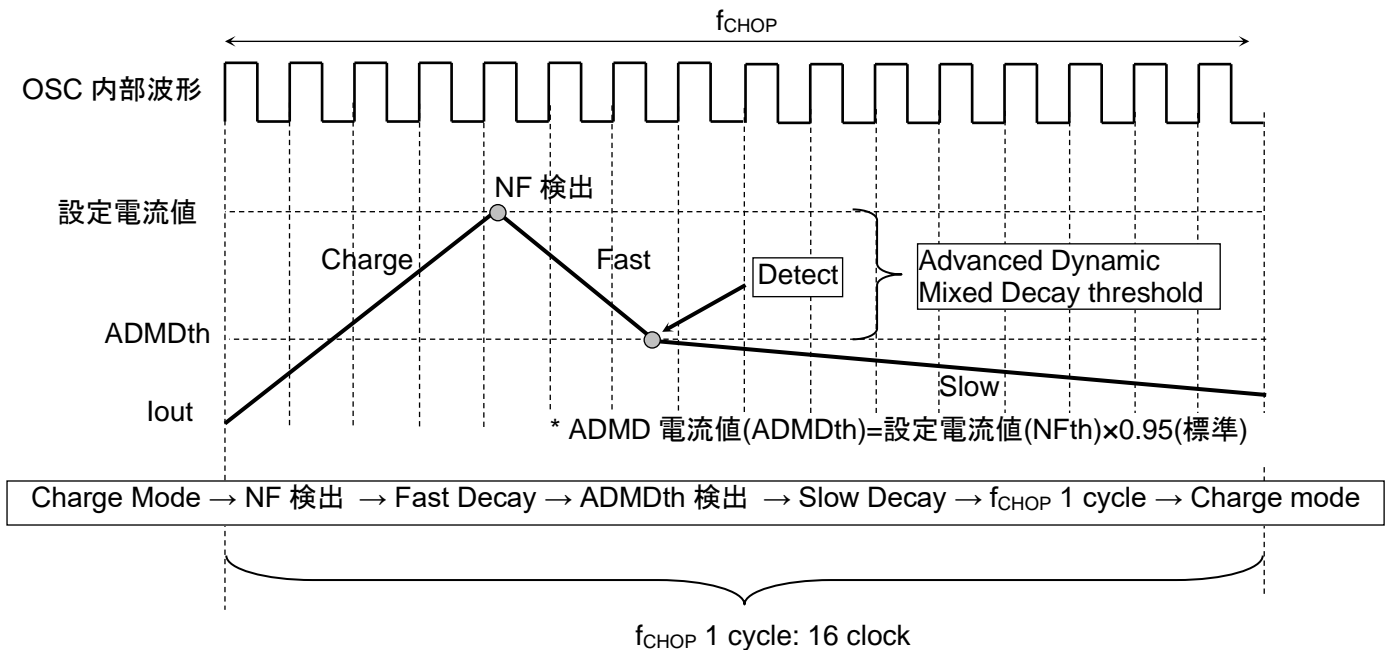 fCHOP
OSC 内部波形
NF 検出
設定電流値
Charge
Fast
Detect
Advanced Dynamic
Mixed Decay threshold
ADMDth
Slow
Iout
* ADMD 電流値(ADMDth)=設定電流値(NFth)×0.95(標準)
Charge Mode → NF 検出 → Fast Decay → ADMDth 検出 → Slow Decay → fCHOP 1 cycle → Charge mode
fCHOP 1 cycle: 16 clock